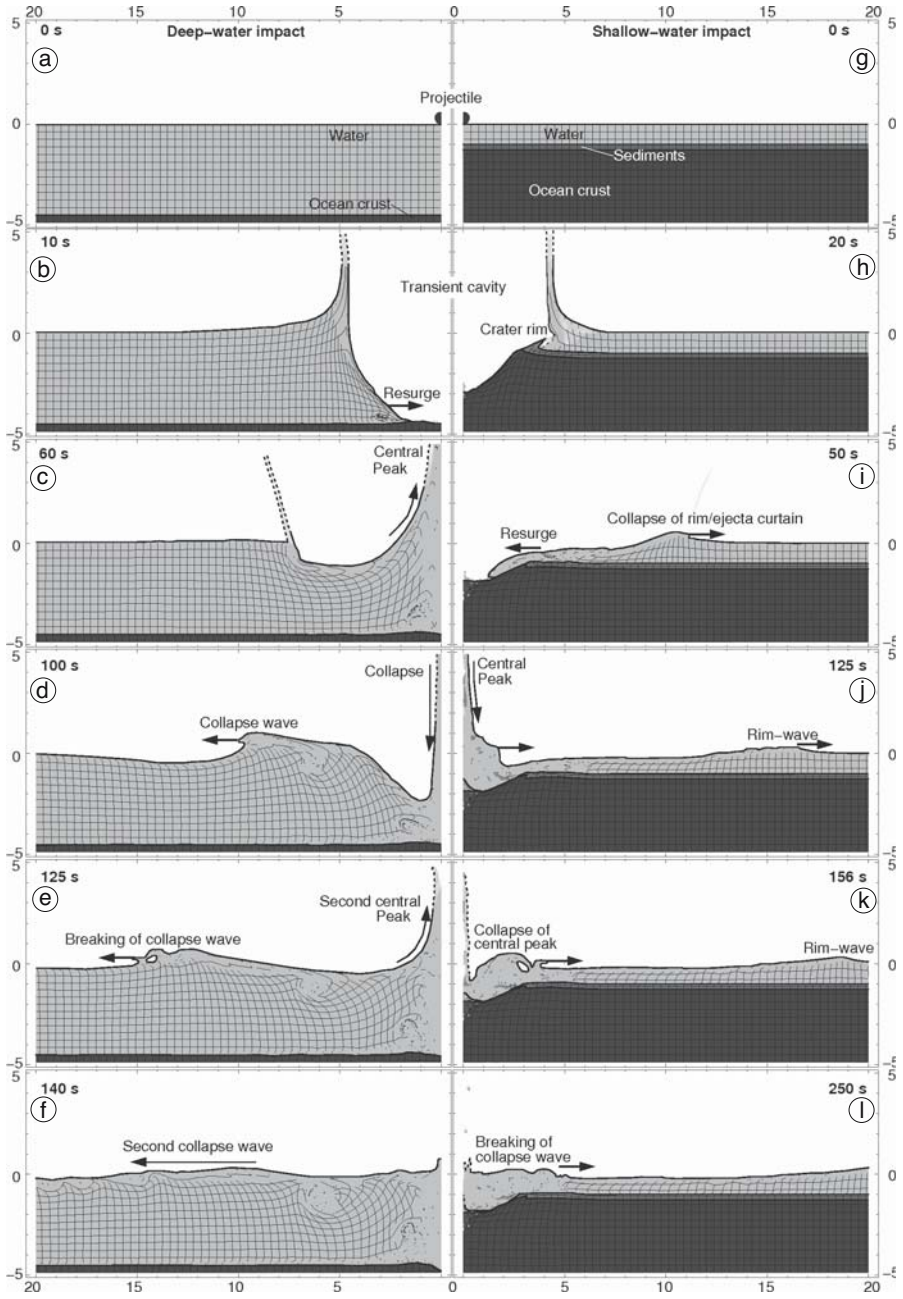 20 15 10 5 0 5 10 15 20
5 0 s Deep−water impact Shallow−water impact 0 s 5
a g
Projectile
0 Water Water 0
Sediments
Ocean crust Ocean crust
−5 −5
5 10 s 20 s 5
b h
Transient cavity
Crater rim
0 0
Resurge
−5 −5
5 60 s Central Peak 50 s 5
c i
Resurge Collapse of rim/ejecta curtain
0 0
−5 −5
5 100 s Collapse Central Peak 125 s 5
d j
Collapse wave Rim−wave
0 0
−5 −5
5 125 s 156 s 5
e k
Second central Peak
Breaking of collapse wave
Collapse of central peak
Rim−wave
0 0
−5 −5
5 140 s 250 s 5
f l
Second collapse wave
Breaking of collapse wave
0 0
−5 −5
20 15 10 5 0 5 10 15 20